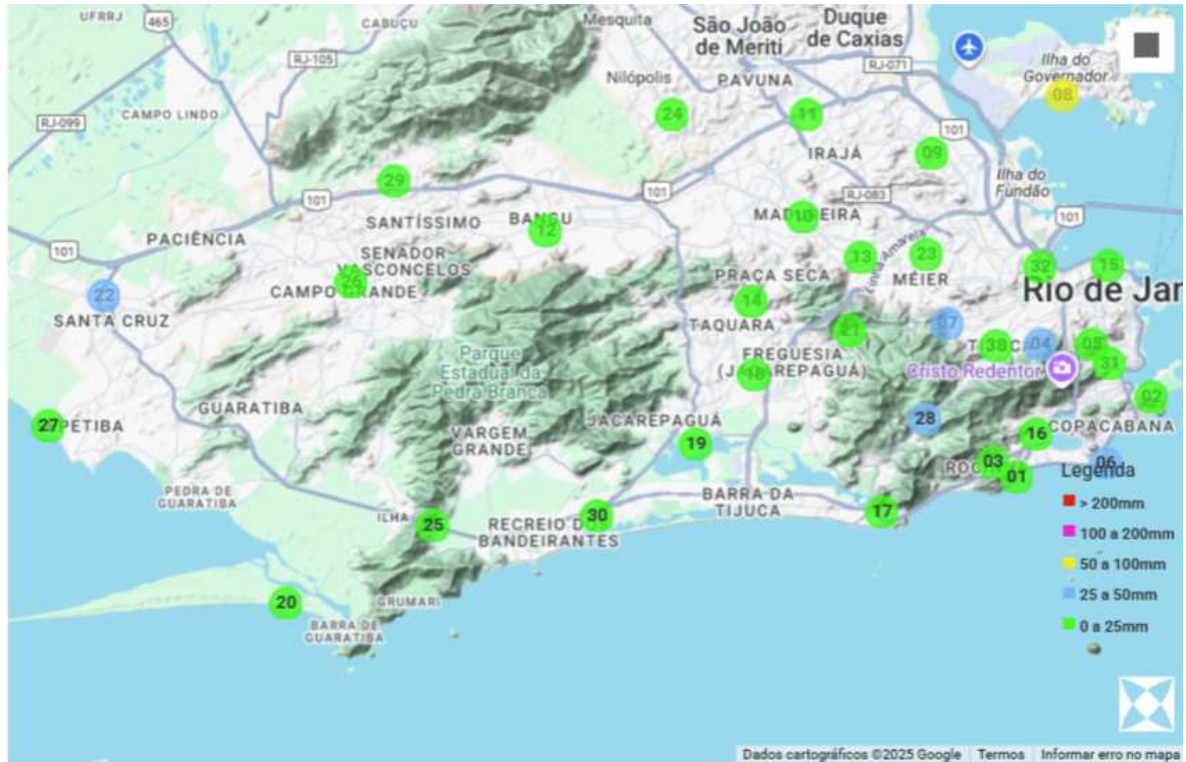 UFRRJ
465
CABUÇU
Mesquita
São João
de Meriti
Duque
de Caxias
RJ-105
Nilópolis
PAVUNA
RJ-071
Ilha do
Governador
08
RJ-099
CAMPO LINDO
24
11
101
IRAJÁ
09
Ilha do
Fundão
29
101
101
RJ-083
SANTÍSSIMO
BANGU
12
MADUREIRA
10
101
PACIÊNCIA
101
SENADOR
VASCONCELOS
26
CAMPO GRANDE
13
Linha Amarela
23
MÉIER
32
15
22
SANTA CRUZ
PRAÇA SECA
14
TAQUARA
Rio de Jan
21
07
Parque
Estadual da
Pedra Branca
FREGUESIA
(JACAREPAGUÁ)
18
04
05
31
Cristo Redentor
02
GUARATIBA
27
JACAREPAGUÁ
28
COPACABANA
16
VARGEM
GRANDE
19
03
01
06
PEDRA DE
GUARATIBA
ILHA
25
RECREIO DOS
BANDEIRANTES
30
BARRA DA
TIJUCA
17
Legenda
> 200mm
100 a 200mm
50 a 100mm
25 a 50mm
0 a 25mm
20
GRUMARI
BARRA DE
GUARATIBA
Dados cartográficos ©2025 Google Termos Informar erro no mapa